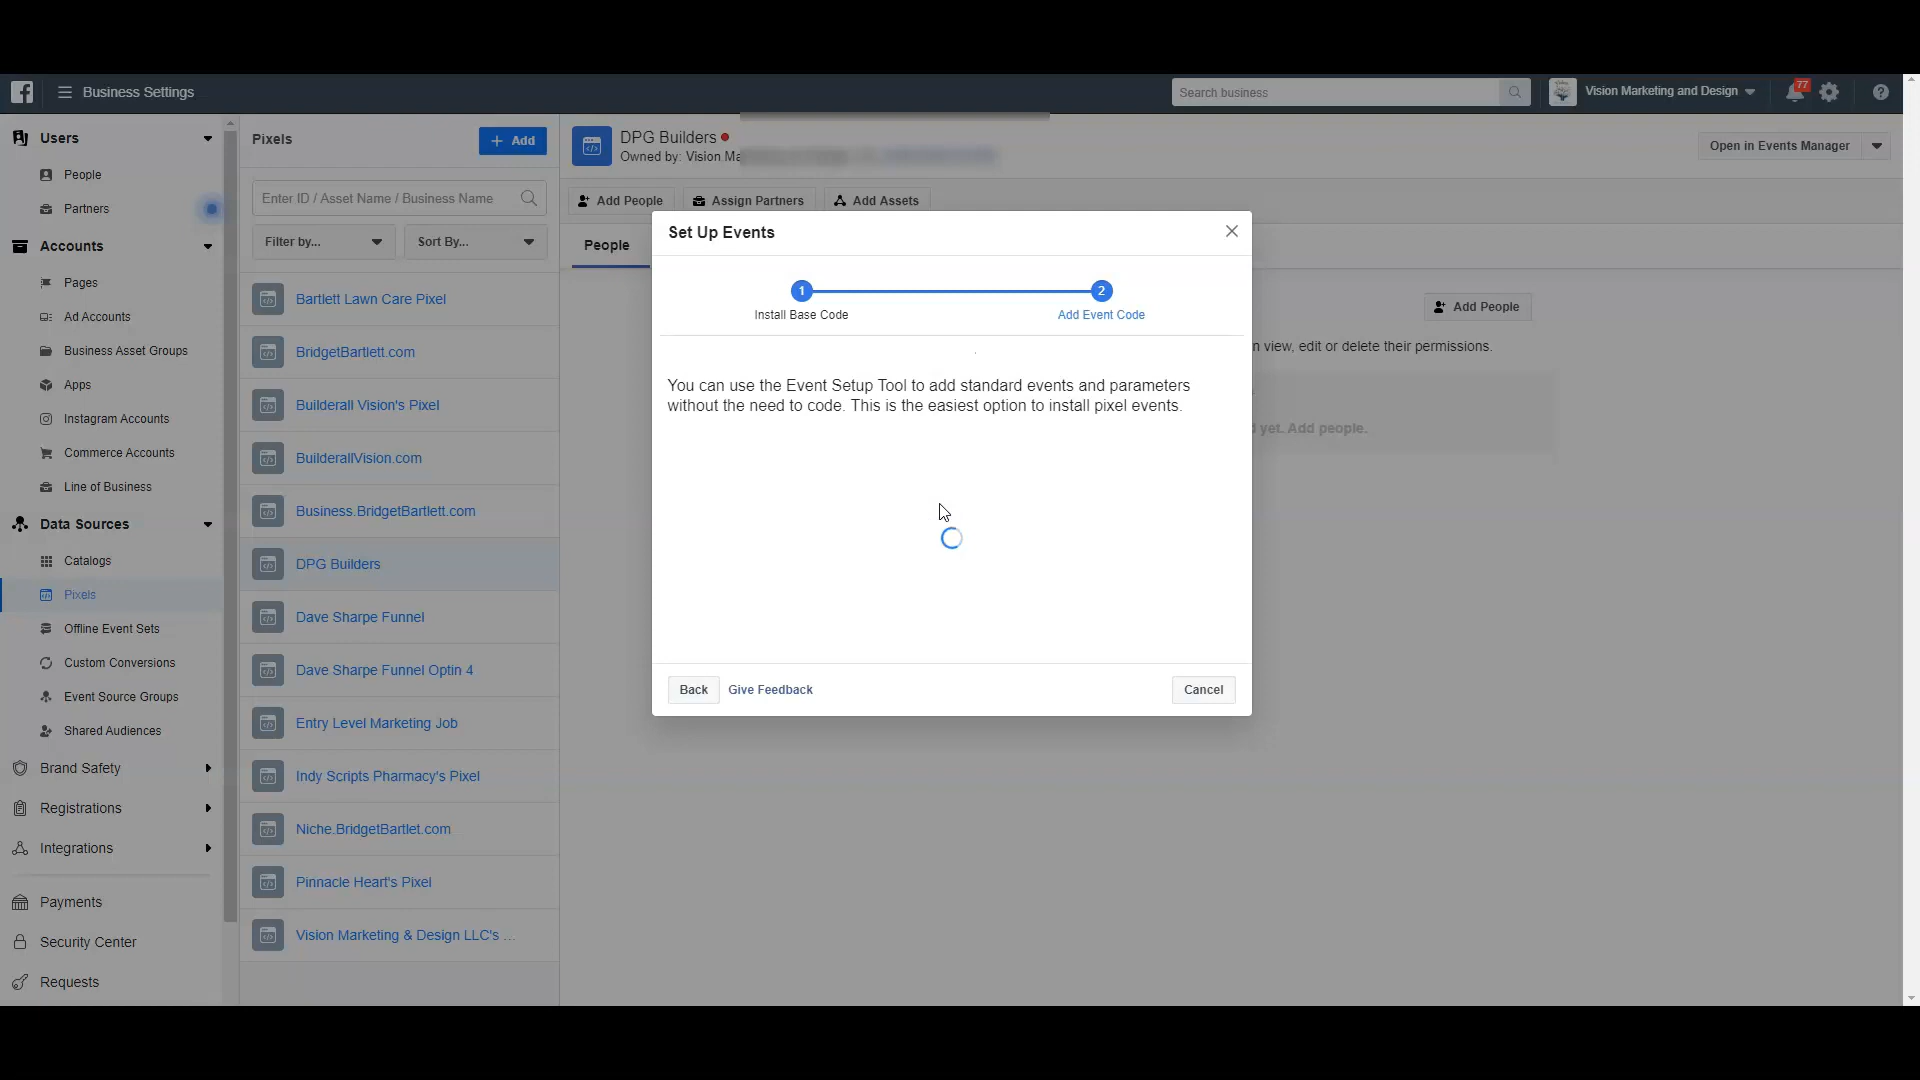 Business Settings
Search business
Vision Marketing and Design
77
Users
People
Partners
Accounts
Pages
Ad Accounts
Business Asset Groups
Apps
Instagram Accounts
Commerce Accounts
Line of Business
Data Sources
Catalogs
Pixels
Offline Event Sets
Custom Conversions
Event Source Groups
Shared Audiences
Brand Safety
Registrations
Integrations
Payments
Security Center
Requests
Pixels
+ Add
Enter ID / Asset Name / Business Name
Filter by...
Sort By...
Bartlett Lawn Care Pixel
BridgetBartlett.com
Builderall Vision's Pixel
BuilderallVision.com
Business.BridgetBartlett.com
DPG Builders
Dave Sharpe Funnel
Dave Sharpe Funnel Optin 4
Entry Level Marketing Job
Indy Scripts Pharmacy's Pixel
Niche.BridgetBartlet.com
Pinnacle Heart's Pixel
Vision Marketing & Design LLC's ...
DPG Builders
Owned by: Vision Ma
Open in Events Manager
Add People
Assign Partners
Add Assets
People
Add People
n view, edit or delete their permissions.
d yet. Add people.
Set Up Events
1
2
Install Base Code
Add Event Code
You can use the Event Setup Tool to add standard events and parameters
without the need to code. This is the easiest option to install pixel events.
Back
Give Feedback
Cancel